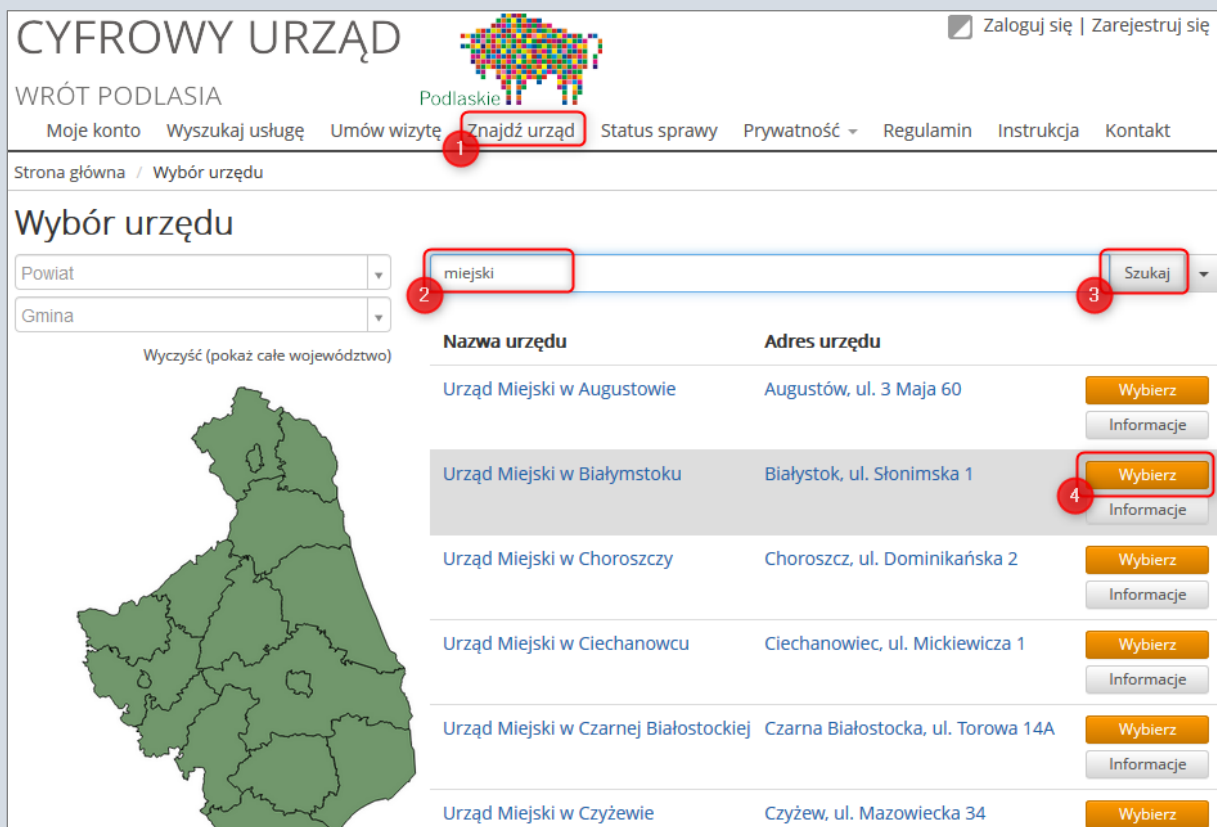 CYFROWY URZĄD
WRÓT PODLASIA
Podlaskie
Zaloguj się | Zarejestruj się
Moje konto Wyszukaj usługę Umów wizytę Znajdź urząd Status sprawy Prywatność Regulamin Instrukcja Kontakt
1
Strona główna / Wybór urzędu
Wybór urzędu
Powiat
Gmina
Wyczyść (pokaż całe województwo)
miejski
2
Szukaj
3
Nazwa urzędu Adres urzędu
Urząd Miejski w Augustowie Augustów, ul. 3 Maja 60 Wybierz
Informacje
Urząd Miejski w Białymstoku Białystok, ul. Słonimska 1 Wybierz
4
Informacje
Urząd Miejski w Choroszczy Choroszcz, ul. Dominikańska 2 Wybierz
Informacje
Urząd Miejski w Ciechanowcu Ciechanowiec, ul. Mickiewicza 1 Wybierz
Informacje
Urząd Miejski w Czarnej Białostockiej Czarna Białostocka, ul. Torowa 14A Wybierz
Informacje
Urząd Miejski w Czyżewie Czyżew, ul. Mazowiecka 34 Wybierz